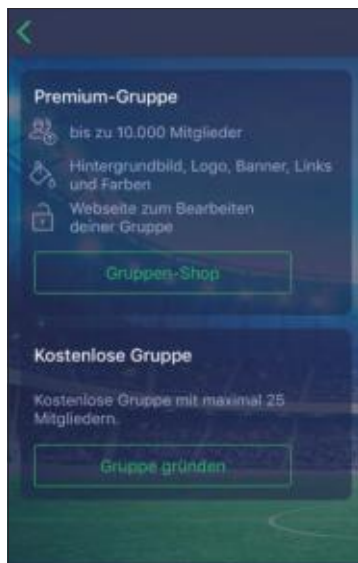 Premium-Gruppe
bis zu 10.000 Mitglieder
Hintergrundbild, Logo, Banner, Links
und Farben
Webseite zum Bearbeiten
deiner Gruppe
Gruppen-Shop
Kostenlose Gruppe
Kostenlose Gruppe mit maximal 25
Mitgliedern.
Gruppe gründen